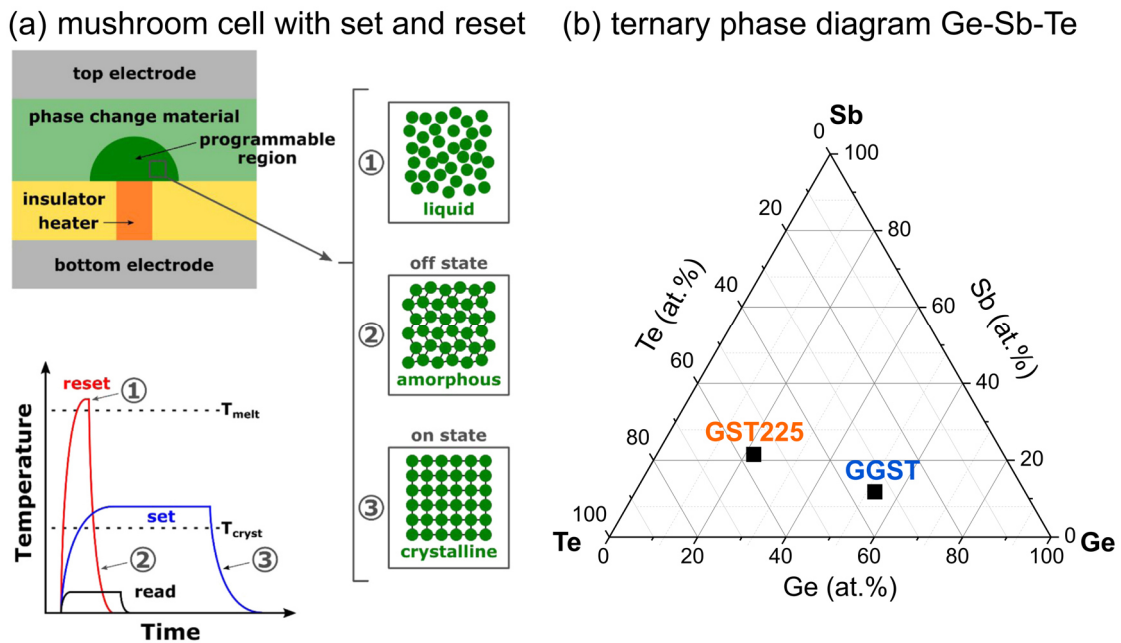 (a) mushroom cell with set and reset
top electrode
phase change material
programmable
region
insulator
heater
bottom electrode
①
liquid
off state
②
amorphous
on state
③
crystalline
Temperature
reset
①
T_melt
set
T_cryst
②
③
read
Time
(b) ternary phase diagram Ge-Sb-Te
Sb
0
100
20
80
40
60
60
40
80
20
100
0
Te (at.%)
Sb (at.%)
GST225
GGST
Te
Ge
0
20
40
60
80
100
Ge (at.%)